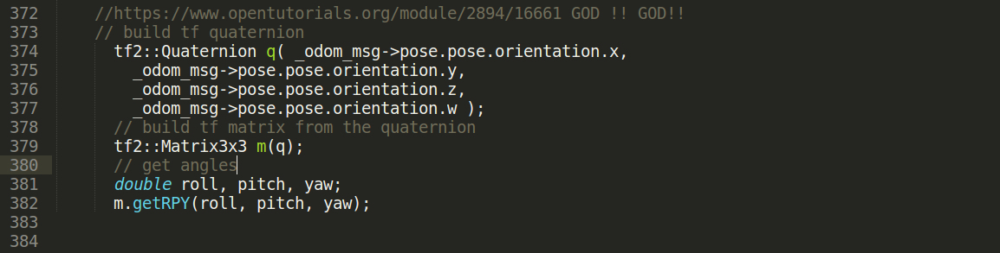 372 //https://www.opentutorials.org/module/2894/16661 GOD !! GOD!!
373 // build tf quaternion
374 tf2::Quaternion q( _odom_msg->pose.pose.orientation.x,
375 _odom_msg->pose.pose.orientation.y,
376 _odom_msg->pose.pose.orientation.z,
377 _odom_msg->pose.pose.orientation.w );
378 // build tf matrix from the quaternion
379 tf2::Matrix3x3 m(q);
380 // get angles
381 double roll, pitch, yaw;
382 m.getRPY(roll, pitch, yaw);
383
384